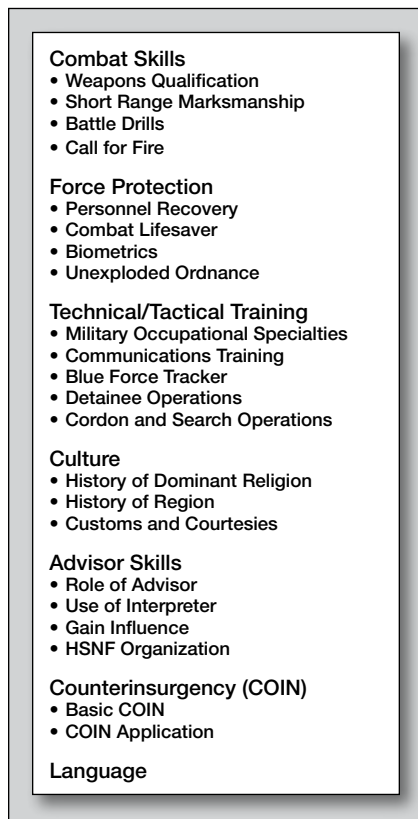 Combat Skills
• Weapons Qualification
• Short Range Marksmanship
• Battle Drills
• Call for Fire
Force Protection
• Personnel Recovery
• Combat Lifesaver
• Biometrics
• Unexploded Ordnance
Technical/Tactical Training
• Military Occupational Specialties
• Communications Training
• Blue Force Tracker
• Detainee Operations
• Cordon and Search Operations
Culture
• History of Dominant Religion
• History of Region
• Customs and Courtesies
Advisor Skills
• Role of Advisor
• Use of Interpreter
• Gain Influence
• HSNF Organization
Counterinsurgency (COIN)
• Basic COIN
• COIN Application
Language